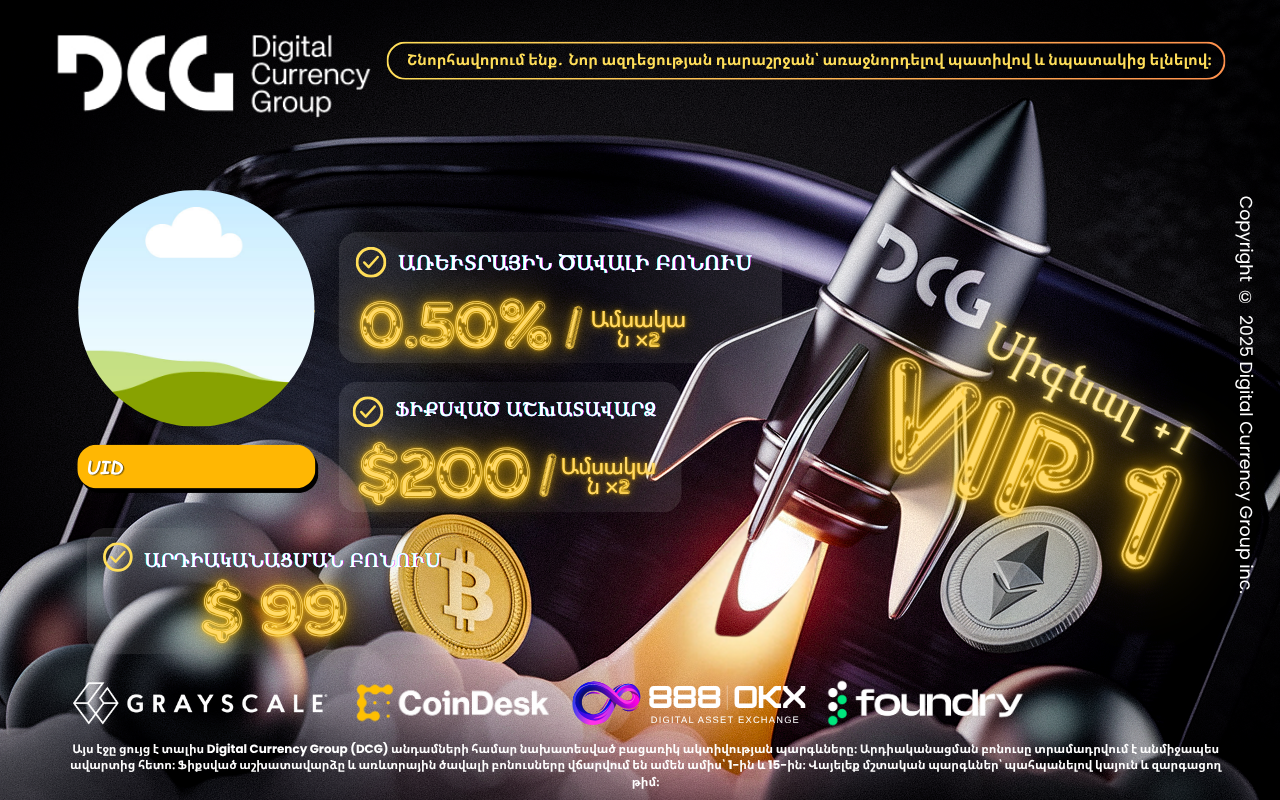 DCG Digital
Currency
Group
Շնորհավորում ենք. Նոր ազդեցության դարաշրջան՝ առաջնորդելով պատիվով և նպատակից ելնելով:
ԱՌԵՒՏՐԱՅԻՆ ԾԱՎԱԼԻ ԲՈՆՈՒՍ
0.50% / Ամսակա
ն ×2
ՖԻՔՍՎԱԾ ԱՇԽԱՏԱՎԱՐՁ
$200 / Ամսակա
ն ×2
UID
ԱՐԴԻԱԿԱՆԱՑՄԱՆ ԲՈՆՈՒՍ
$ 99
DCG
Սիգնալ +1
VIP 1
Copyright © 2025 Digital Currency Group Inc.
GRAYSCALE
CoinDesk
888 OKX
DIGITAL ASSET EXCHANGE
foundry
Այս էջը ցույց է տալիս Digital Currency Group (DCG) անդամների համար նախատեսված բացառիկ ակտիվության պարգևները: Արդիականացման բոնուսը տրամադրվում է անմիջապես
ավարտից հետո: Ֆիքսված աշխատավարձը և առևտրային ծավալի բոնուսները վճարվում են ամեն ամիս՝ 1-ին և 15-ին: Վայելեք մշտական պարգևներ՝ պահպանելով կայուն և զարգացող
թիմ: